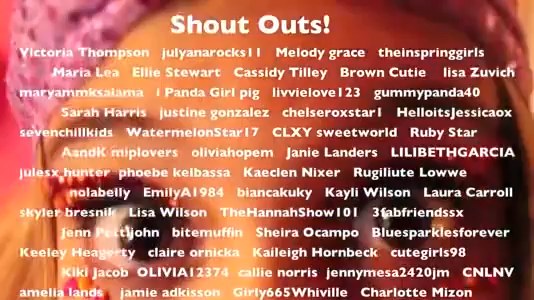 Shout Outs!
Victoria Thompson julyanarocks11 Melody grace theinspringgirls
Maria Lea Ellie Stewart Cassidy Tilley Brown Cutie lisa Zuvich
maryammksalama i Panda Girl pig livvielove123 gummypanda40
Sarah Harris justine gonzalez chelseroxstar1 HelloitsJessicaox
sevenchillkids WatermelonStar17 CLXY sweetworld Ruby Star
AandK miplovers oliviahopem Janie Landers LILIBETHGARCIA
julesx hunter phoebe kelbassa Kaeclen Nixer Rugiliute Lowwe
nolabelly EmilyA1984 biancakuky Kayli Wilson Laura Carroll
skyler bresnik Lisa Wilson TheHannahShow101 3fabfriendssx
Jenn Pettijohn bitemuffin Sheira Ocampo Bluesparklesforever
Keeley Heagerty claire ornicka Kaileigh Hornbeck cutegirls98
Kiki Jacob OLIVIA12374 callie norris jennymesa2420jm CNLNV
amelia lands jamie adkisson Girly665Whiville Charlotte Mizon